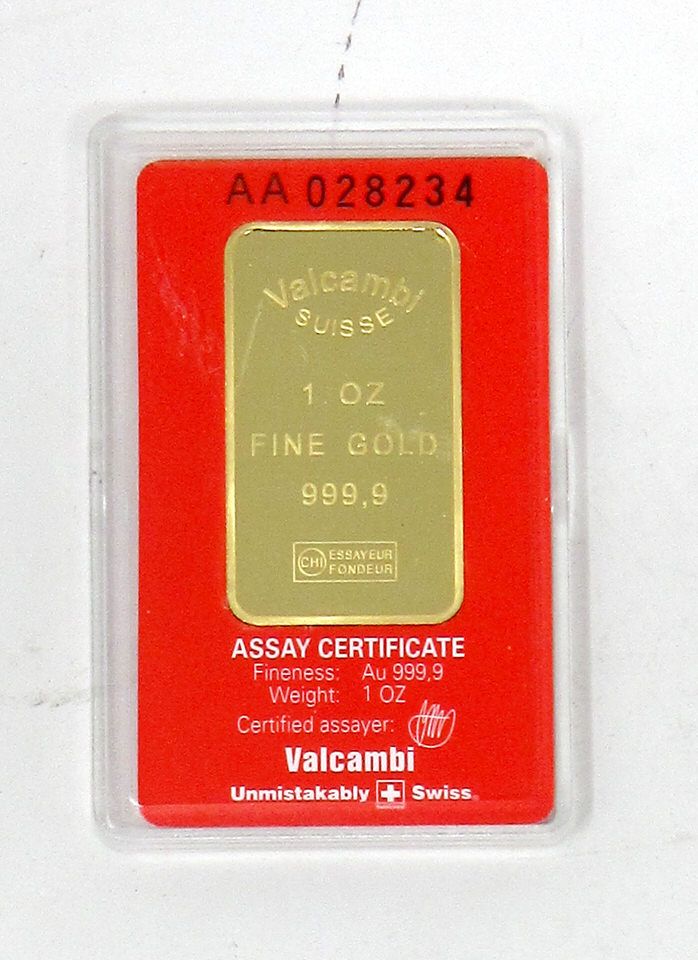 AA 028234
Valcambi
SUISSE
1 OZ
FINE GOLD
999,9
CHI ESSAYEUR
FONDEUR
ASSAY CERTIFICATE
Fineness: Au 999,9
Weight: 1 OZ
Certified assayer:
Valcambi
Unmistakably Swiss